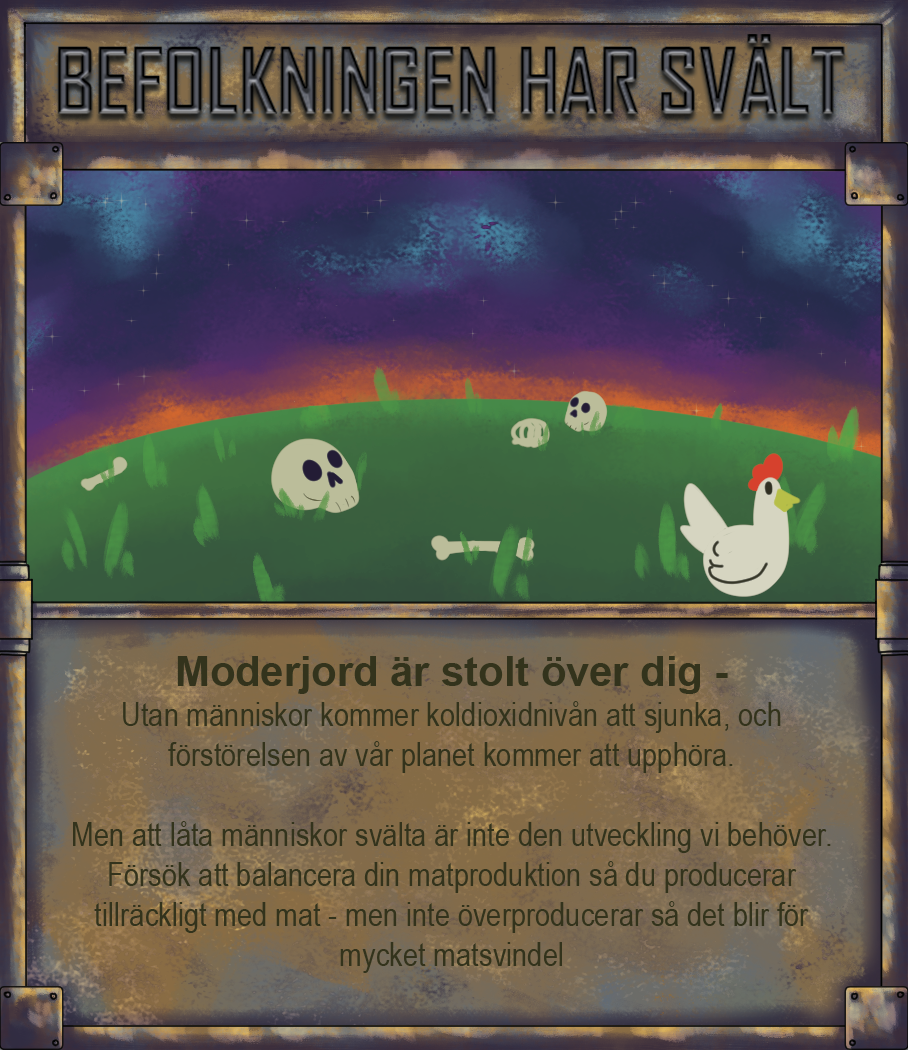 BEFOLKNINGEN HAR SVÄLT
Moderjord är stolt över dig -
Utan människor kommer koldioxidnivån att sjunka, och
förstörelsen av vår planet kommer att upphöra.
Men att låta människor svälta är inte den utveckling vi behöver.
Försök att balancera din matproduktion så du producerar
tillräckligt med mat - men inte överproducerar så det blir för
mycket matsvindel